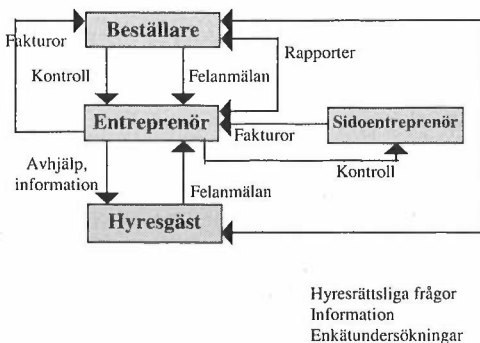 Beställare
Fakturor
Rapporter
Kontroll
Felanmälan
Entreprenör
Sidoentreprenör
Fakturor
Avhjälp,
information
Kontroll
Felanmälan
Hyresgäst
Hyresrättsliga frågor
Information
Enkätundersökningar